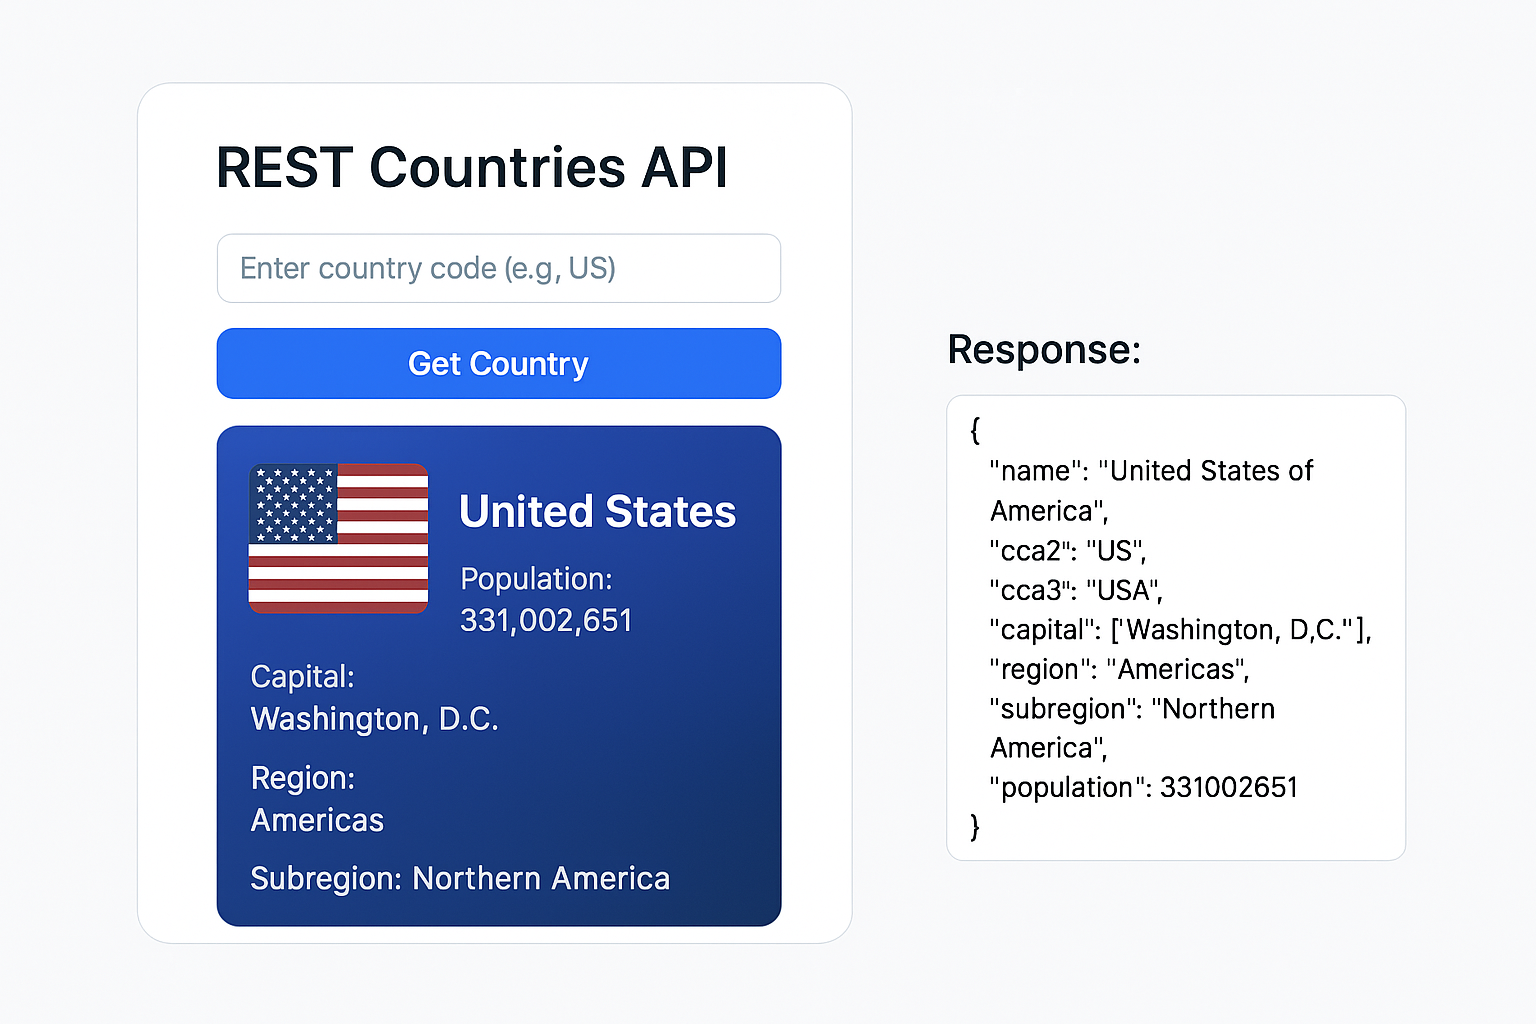 REST Countries API
Enter country code (e.g, US)
Get Country
United States
Population:
331,002,651
Capital:
Washington, D.C.
Region:
Americas
Subregion: Northern America
Response:
{
"name": "United States of
America",
"cca2": "US",
"cca3": "USA",
"capital": ['Washington, D,C."],
"region": "Americas",
"subregion": "Northern
America",
"population": 331002651
}